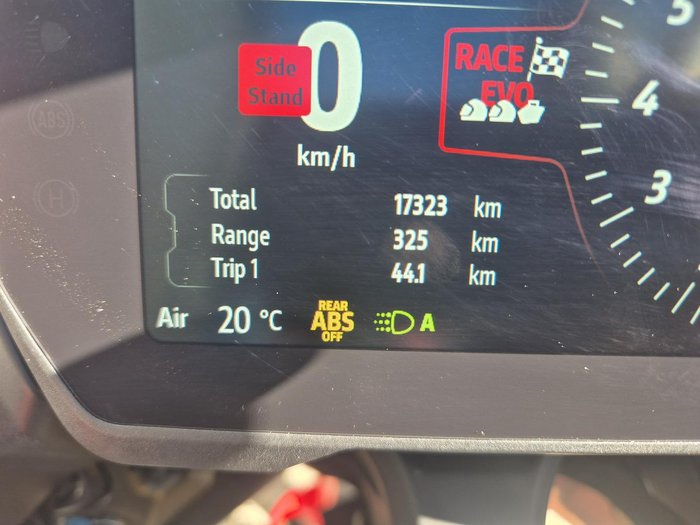 5
Side
Stand
0
km/h
RACE
EVO
4
3
Total 17323 km
Range 325 km
Trip 1 44.1 km
Air 20 °C
REAR
ABS
OFF
A
ABS
H